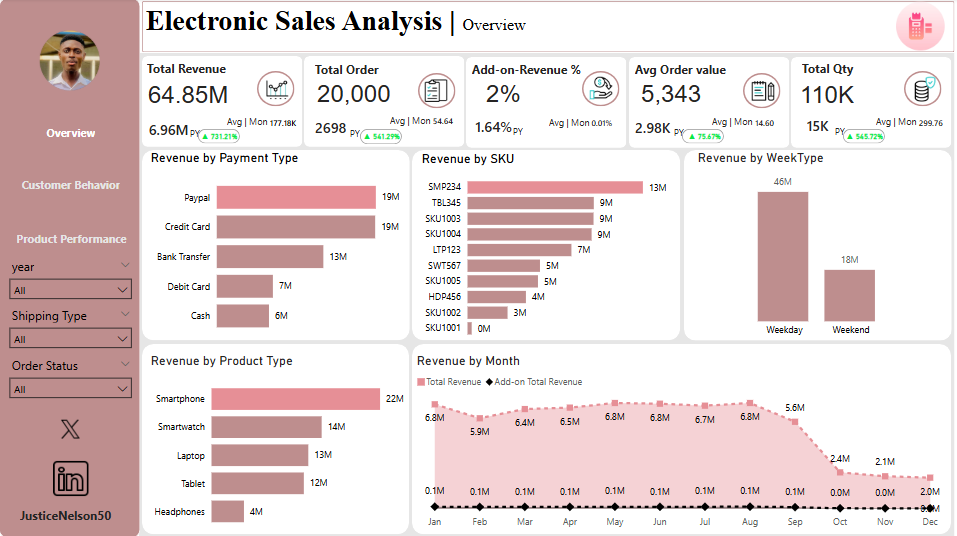 Electronic Sales Analysis | Overview
Overview
Customer Behavior
Product Performance
year
All
Shipping Type
All
Order Status
All
JusticeNelson50
Total Revenue
64.85M
Avg | Mon 177.18K
6.96M PY ▲ 731.21%
Total Order
20,000
Avg | Mon 54.64
2698 PY ▲ 541.29%
Add-on-Revenue %
2%
Avg | Mon 0.01%
1.64% PY
Avg Order value
5,343
Avg | Mon 14.60
2.98K PY ▲ 75.67%
Total Qty
110K
Avg | Mon 299.76
15K PY ▲ 565.72%
Revenue by Payment Type
Paypal 19M
Credit Card 19M
Bank Transfer 13M
Debit Card 7M
Cash 6M
Revenue by SKU
SMP234 13M
TBL345 9M
SKU1003 9M
SKU1004 9M
LTP123 7M
SWT567 5M
SKU1005 5M
HDP456 4M
SKU1002 3M
SKU1001 0M
Revenue by WeekType
46M
18M
Weekday Weekend
Revenue by Product Type
Smartphone 22M
Smartwatch 14M
Laptop 13M
Tablet 12M
Headphones 4M
Revenue by Month
Total Revenue Add-on Total Revenue
6.8M 5.9M 6.4M 6.5M 6.8M 6.8M 6.7M 6.8M 5.6M 2.4M 2.1M 2.0M
0.1M 0.1M 0.1M 0.1M 0.1M 0.1M 0.1M 0.1M 0.1M 0.0M 0.0M
Jan Feb Mar Apr May Jun Jul Aug Sep Oct Nov Dec